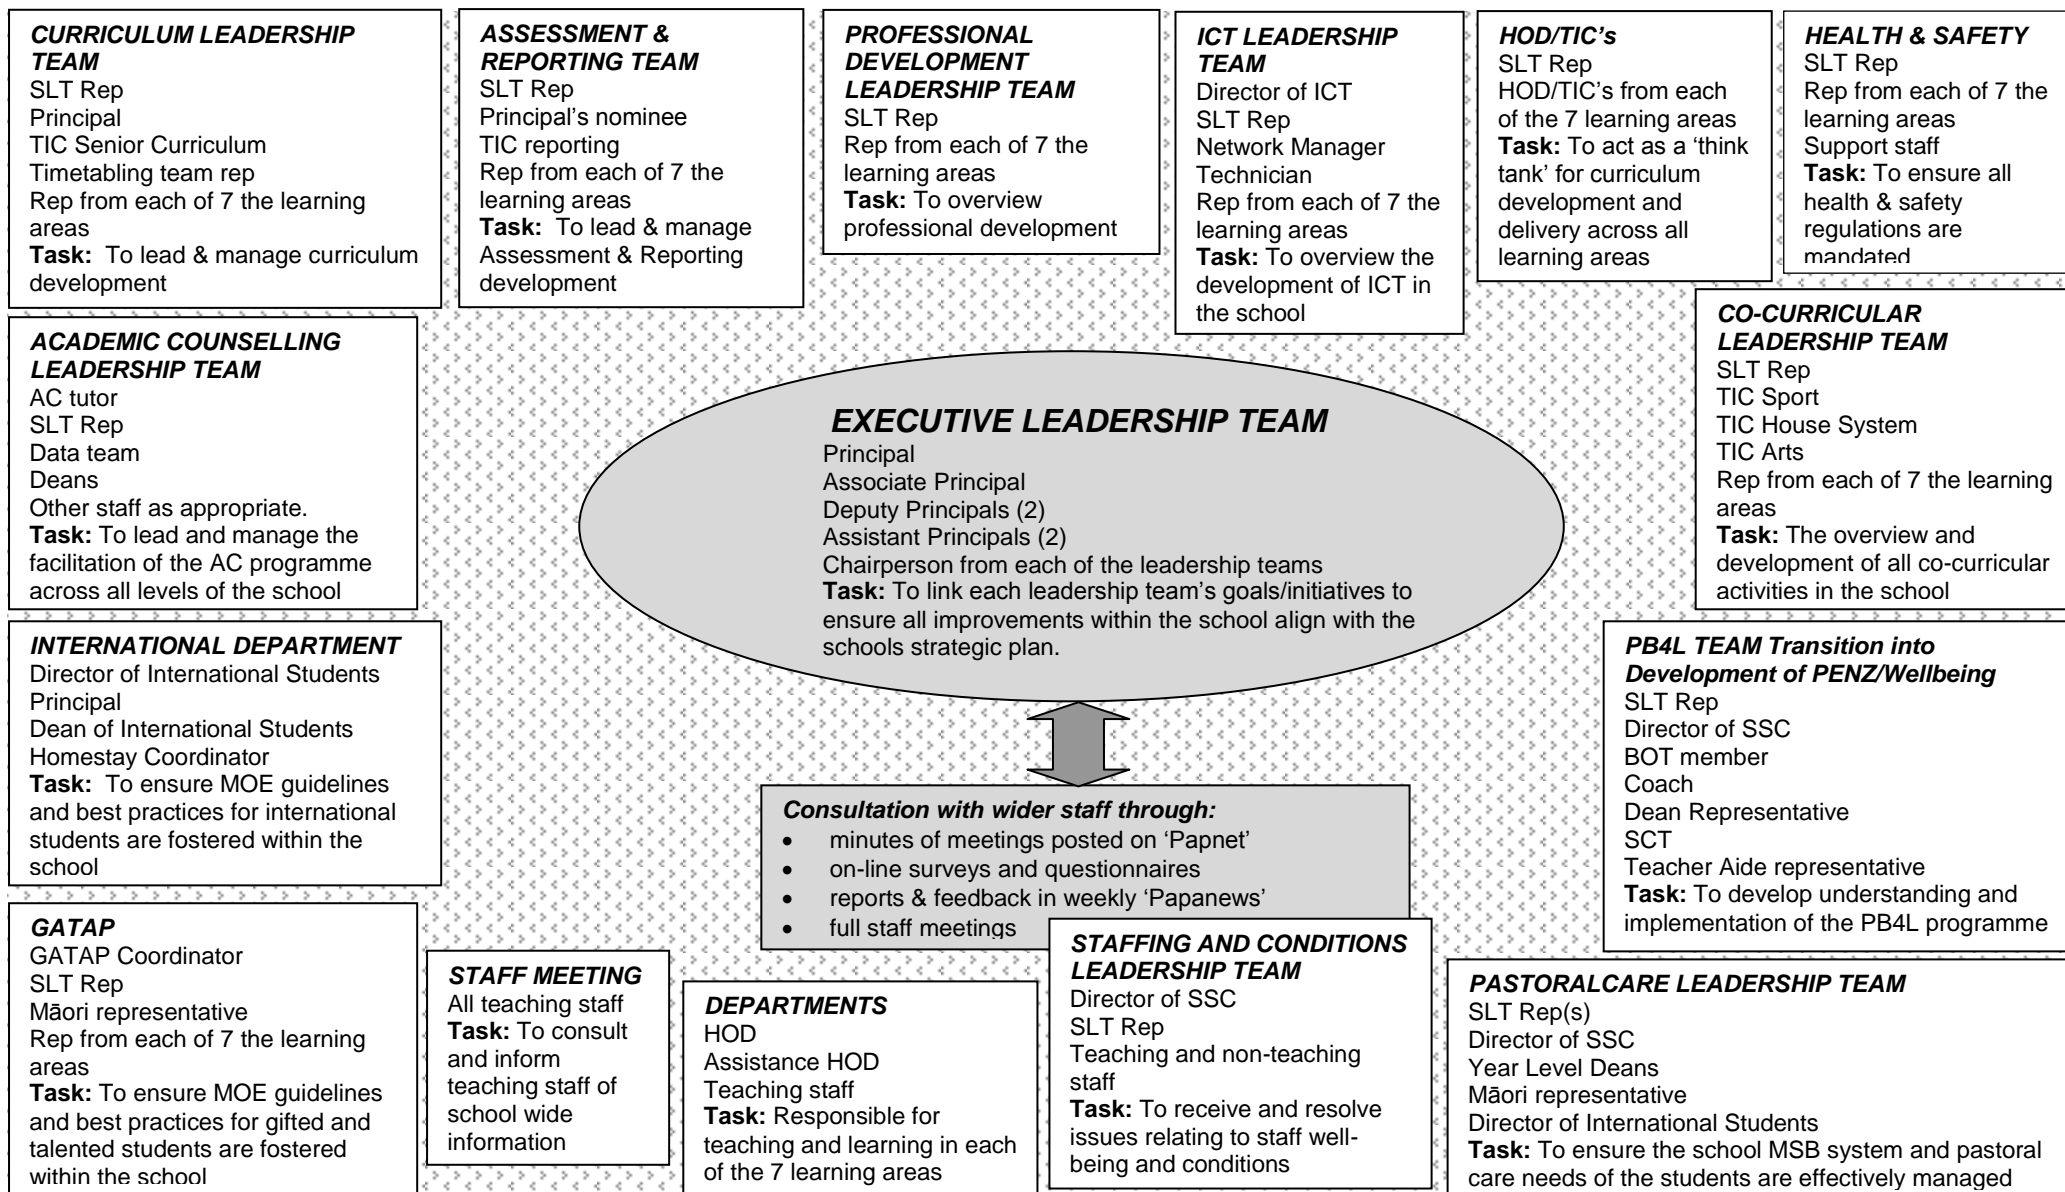 CURRICULUM LEADERSHIP
TEAM
SLT Rep
Principal
TIC Senior Curriculum
Timetabling team rep
Rep from each of 7 the learning
areas
Task: To lead & manage curriculum
development
ASSESSMENT &
REPORTING TEAM
SLT Rep
Principal's nominee
TIC reporting
Rep from each of 7 the
learning areas
Task: To lead & manage
Assessment & Reporting
development
PROFESSIONAL
DEVELOPMENT
LEADERSHIP TEAM
SLT Rep
Rep from each of 7 the
learning areas
Task: To overview
professional development
ICT LEADERSHIP
TEAM
Director of ICT
SLT Rep
Network Manager
Technician
Rep from each of 7 the
learning areas
Task: To overview the
development of ICT in
the school
HOD/TIC's
SLT Rep
HOD/TIC's from each
of the 7 learning areas
Task: To act as a 'think
tank' for curriculum
development and
delivery across all
learning areas
HEALTH & SAFETY
SLT Rep
Rep from each of 7 the
learning areas
Support staff
Task: To ensure all
health & safety
regulations are
mandated
ACADEMIC COUNSELLING
LEADERSHIP TEAM
AC tutor
SLT Rep
Data team
Deans
Other staff as appropriate.
Task: To lead and manage the
facilitation of the AC programme
across all levels of the school
EXECUTIVE LEADERSHIP TEAM
Principal
Associate Principal
Deputy Principals (2)
Assistant Principals (2)
Chairperson from each of the leadership teams
Task: To link each leadership team's goals/initiatives to
ensure all improvements within the school align with the
schools strategic plan.
CO-CURRICULAR
LEADERSHIP TEAM
SLT Rep
TIC Sport
TIC House System
TIC Arts
Rep from each of 7 the learning
areas
Task: The overview and
development of all co-curricular
activities in the school
INTERNATIONAL DEPARTMENT
Director of International Students
Principal
Dean of International Students
Homestay Coordinator
Task: To ensure MOE guidelines
and best practices for international
students are fostered within the
school
Consultation with wider staff through:
• minutes of meetings posted on 'Papnet'
• on-line surveys and questionnaires
• reports & feedback in weekly 'Papanews'
• full staff meetings
PB4L TEAM Transition into
Development of PENZ/Wellbeing
SLT Rep
Director of SSC
BOT member
Coach
Dean Representative
SCT
Teacher Aide representative
Task: To develop understanding and
implementation of the PB4L programme
GATAP
GATAP Coordinator
SLT Rep
Māori representative
Rep from each of 7 the learning
areas
Task: To ensure MOE guidelines
and best practices for gifted and
talented students are fostered
within the school
STAFF MEETING
All teaching staff
Task: To consult
and inform
teaching staff of
school wide
information
DEPARTMENTS
HOD
Assistance HOD
Teaching staff
Task: Responsible for
teaching and learning in each
of the 7 learning areas
STAFFING AND CONDITIONS
LEADERSHIP TEAM
Director of SSC
SLT Rep
Teaching and non-teaching
staff
Task: To receive and resolve
issues relating to staff well-
being and conditions
PASTORALCARE LEADERSHIP TEAM
SLT Rep(s)
Director of SSC
Year Level Deans
Māori representative
Director of International Students
Task: To ensure the school MSB system and pastoral
care needs of the students are effectively managed